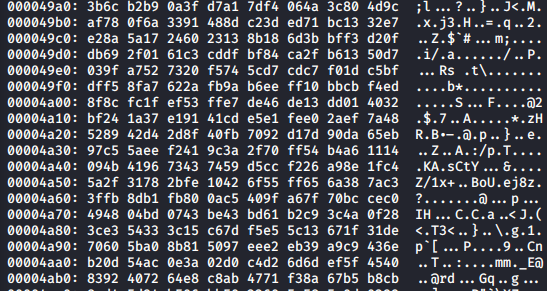 000049a0: 3b6c b2b9 0a3f d7a1 7df4 064a 3c80 4d9c ;l...?..}..J<.M.
000049b0: af78 0f6a 3391 488d c23d ed71 bc13 32e7 .x.j3.H..=.q..2.
000049c0: e28a 5a17 2460 2313 8b18 6d3b bff3 d20f ..Z.$`#...m;....
000049d0: db69 2f01 61c3 cddf bf84 ca2f b613 50d7 .i/.a....../..P.
000049e0: 039f a752 7320 f574 5cd7 cdc7 f01d c5bf ...Rs .t\.......
000049f0: dff5 8fa7 622a fb9a b6ee ff10 bbcb f4ed ....b*..........
00004a00: 8f8c fc1f ef53 ffe7 de46 de13 dd01 4032 .....S...F....@2
00004a10: bf24 1a37 e191 41cd e5e1 fee0 2aef 7a48 .$.7..A.....*.zH
00004a20: 5289 42d4 2d8f 40fb 7092 d17d 90da 65eb R.B.-.@.p..}..e.
00004a30: 97c5 5aee f241 9c3a 2f70 ff54 b4a6 1114 ..Z..A.:/p.T....
00004a40: 094b 4196 7343 7459 d5cc f226 a98e 1fc4 .KA.sCtY...&....
00004a50: 5a2f 3178 2bfe 1042 6f55 ff65 6a38 7ac3 Z/1x+..BoU.ej8z.
00004a60: 3ffb 8db1 fb80 0ac5 409f a67f 70bc cec0 ?.......@...p...
00004a70: 4948 04bd 0743 be43 bd61 b2c9 3c4a 0f28 IH...C.C.a..<J.(
00004a80: 3ce3 5433 3c15 c67d f5e5 5c13 671f 31de <.T3<..}..\.g.1.
00004a90: 7060 5ba0 8b81 5097 eee2 eb39 a9c9 436e p`[...P....9..Cn
00004aa0: b20d 54ac 0e3a 02d0 c4d2 6d6d ef5f 4540 ..T..:....mm._E@
00004ab0: 8392 4072 64e8 c8ab 4771 f38a 67b5 b8cb ..@rd...Gq..g...